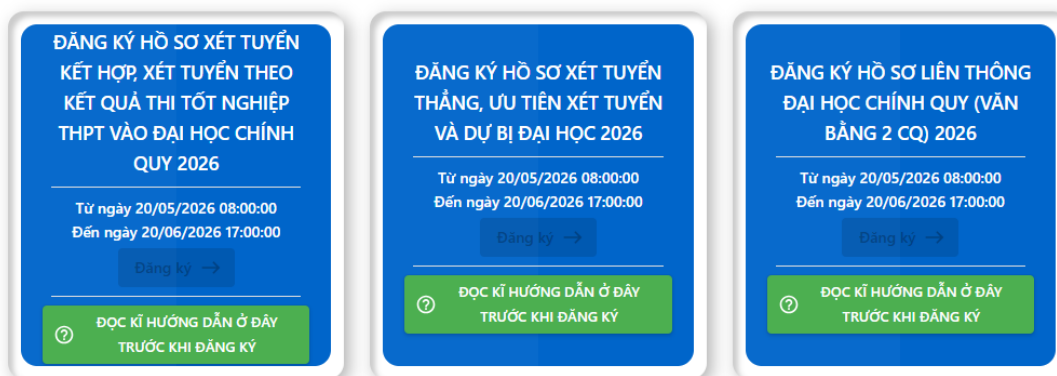 ĐĂNG KÝ HỒ SƠ XÉT TUYỂN
KẾT HỢP, XÉT TUYỂN THEO
KẾT QUẢ THI TỐT NGHIỆP
THPT VÀO ĐẠI HỌC CHÍNH
QUY 2026
Từ ngày 20/05/2026 08:00:00
Đến ngày 20/06/2026 17:00:00
Đăng ký →
ĐỌC KĨ HƯỚNG DẪN Ở ĐÂY
TRƯỚC KHI ĐĂNG KÝ
ĐĂNG KÝ HỒ SƠ XÉT TUYỂN
THẲNG, ƯU TIÊN XÉT TUYỂN
VÀ DỰ BỊ ĐẠI HỌC 2026
Từ ngày 20/05/2026 08:00:00
Đến ngày 20/06/2026 17:00:00
Đăng ký →
ĐỌC KĨ HƯỚNG DẪN Ở ĐÂY
TRƯỚC KHI ĐĂNG KÝ
ĐĂNG KÝ HỒ SƠ LIÊN THÔNG
ĐẠI HỌC CHÍNH QUY (VĂN
BẰNG 2 CQ) 2026
Từ ngày 20/05/2026 08:00:00
Đến ngày 20/06/2026 17:00:00
Đăng ký →
ĐỌC KĨ HƯỚNG DẪN Ở ĐÂY
TRƯỚC KHI ĐĂNG KÝ